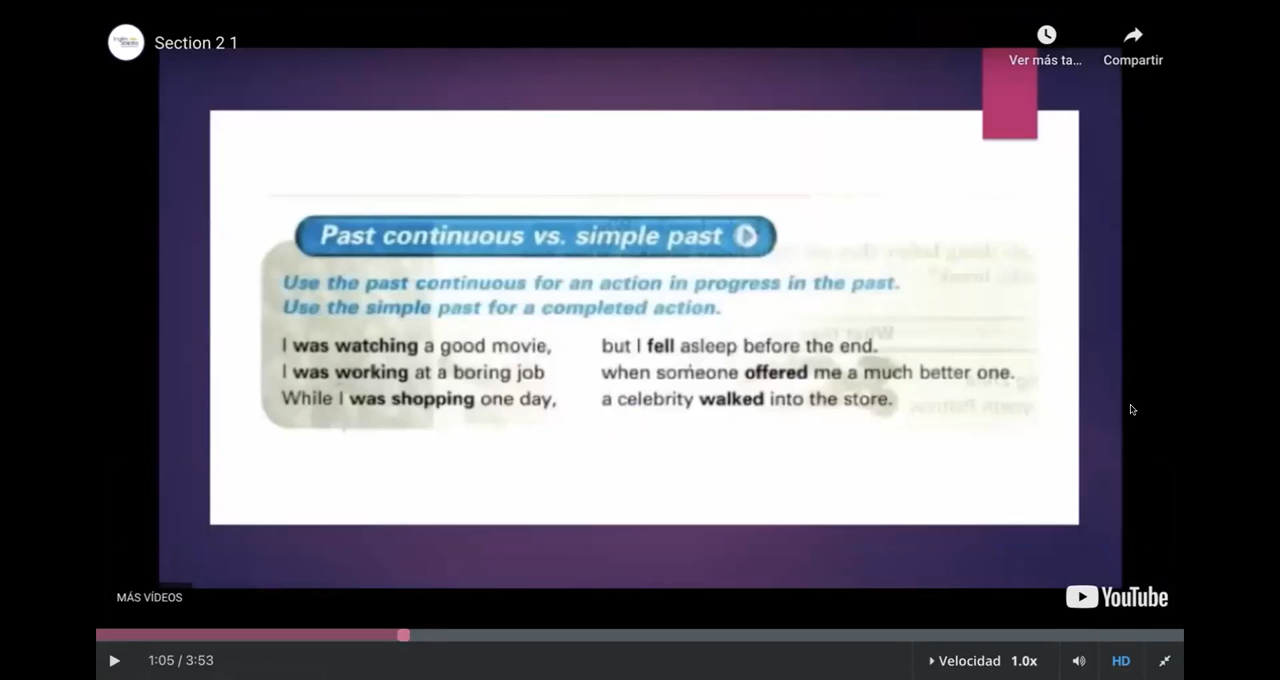 Section 2 1
Ver más ta...
Compartir
Past continuous vs. simple past
Use the past continuous for an action in progress in the past.
Use the simple past for a completed action.
I was watching a good movie, but I fell asleep before the end.
I was working at a boring job when someone offered me a much better one.
While I was shopping one day, a celebrity walked into the store.
MÁS VÍDEOS
YouTube
1:05 / 3:53
Velocidad 1.0x
HD